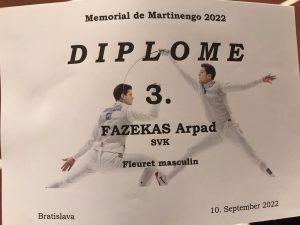 Memorial de Martinengo 2022
DIPLOME
3.
FAZEKAS Arpad
SVK
Fleuret masculin
Bratislava
10. September 2022